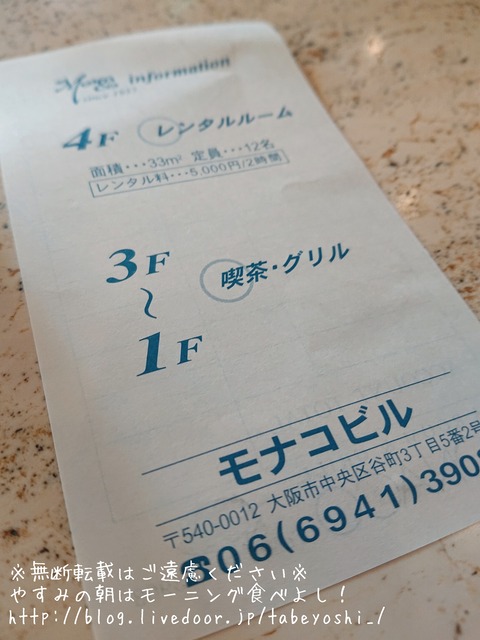 Monaco information
SINCE 1957
4F レンタルルーム
面積・・・33m² 定員・・・12名
レンタル料・・・5,000円/2時間
3F
〜
喫茶・グリル
1F
モナコビル
〒540-0012 大阪市中央区谷町3丁目5番2号
☎06(6941)390
※無断転載はご遠慮ください※
やすみの朝はモーニング食べよし!
http://blog.livedoor.jp/tabeyoshi_/